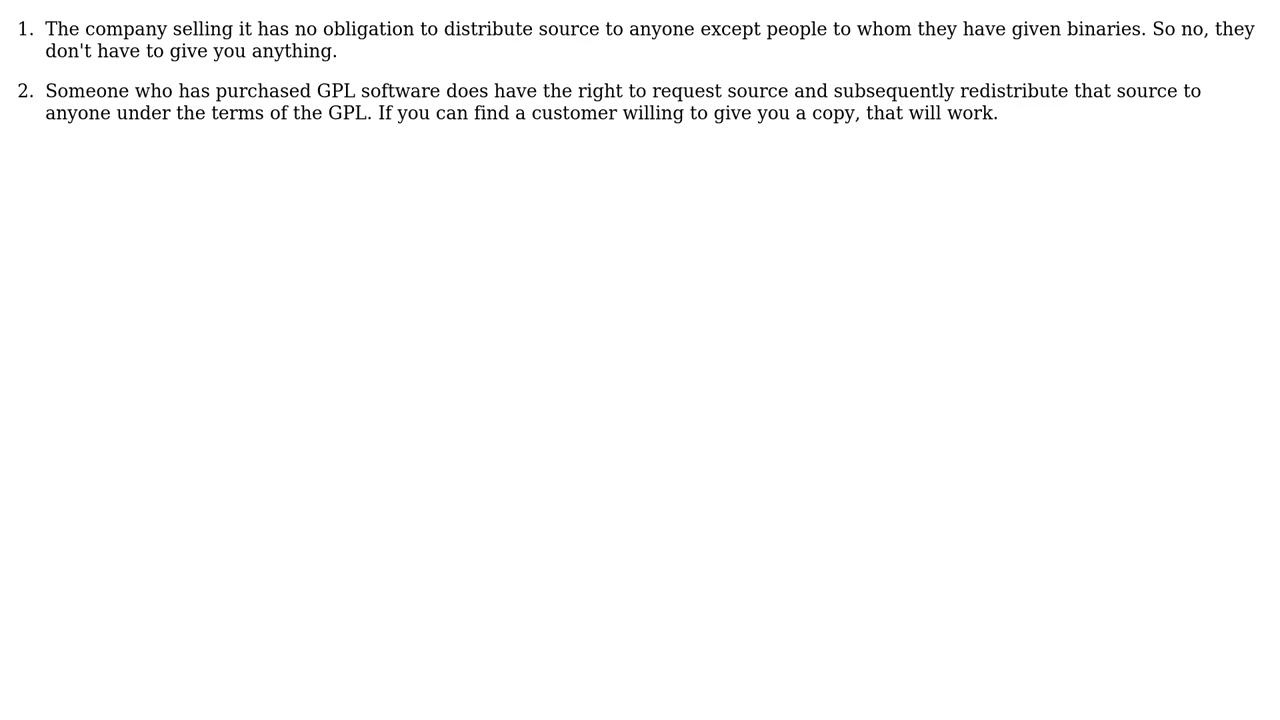 1. The company selling it has no obligation to distribute source to anyone except people to whom they have given binaries. So no, they
don't have to give you anything.
2. Someone who has purchased GPL software does have the right to request source and subsequently redistribute that source to
anyone under the terms of the GPL. If you can find a customer willing to give you a copy, that will work.